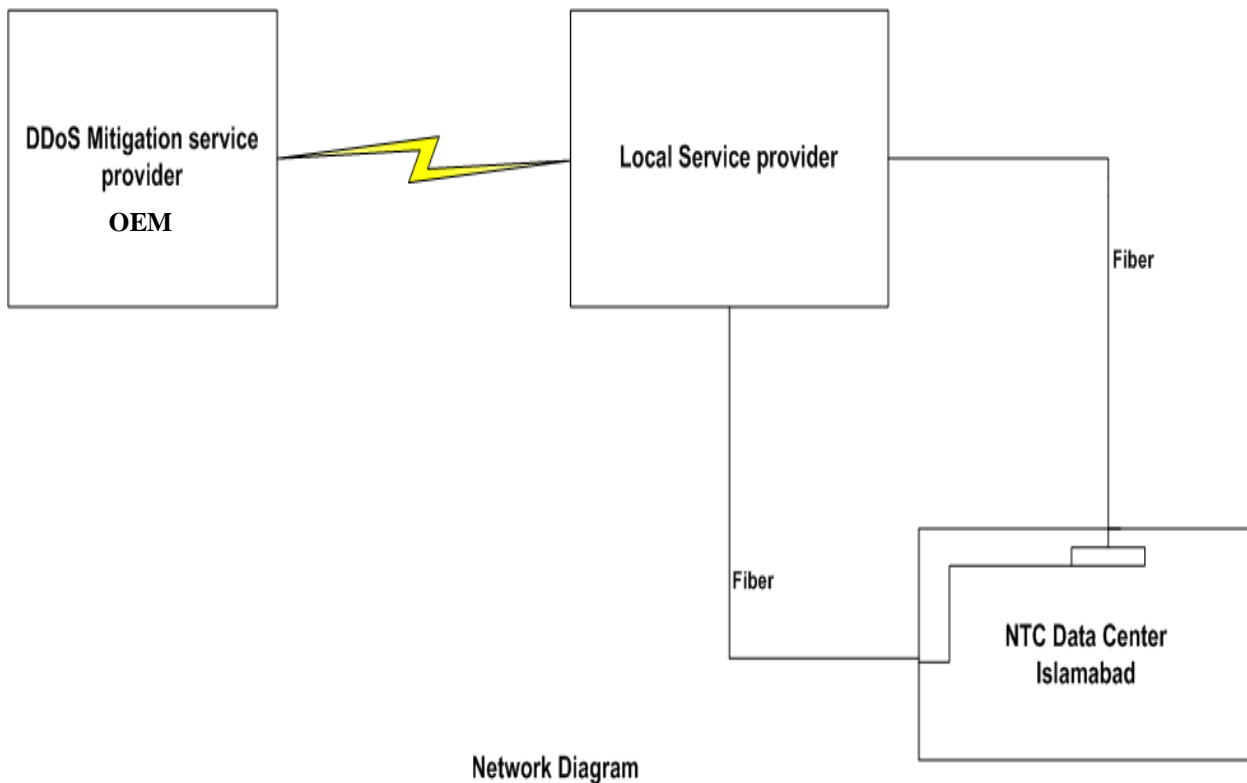 DDoS Mitigation service
provider
OEM
Local Service provider
Fiber
Fiber
NTC Data Center
Islamabad
Network Diagram